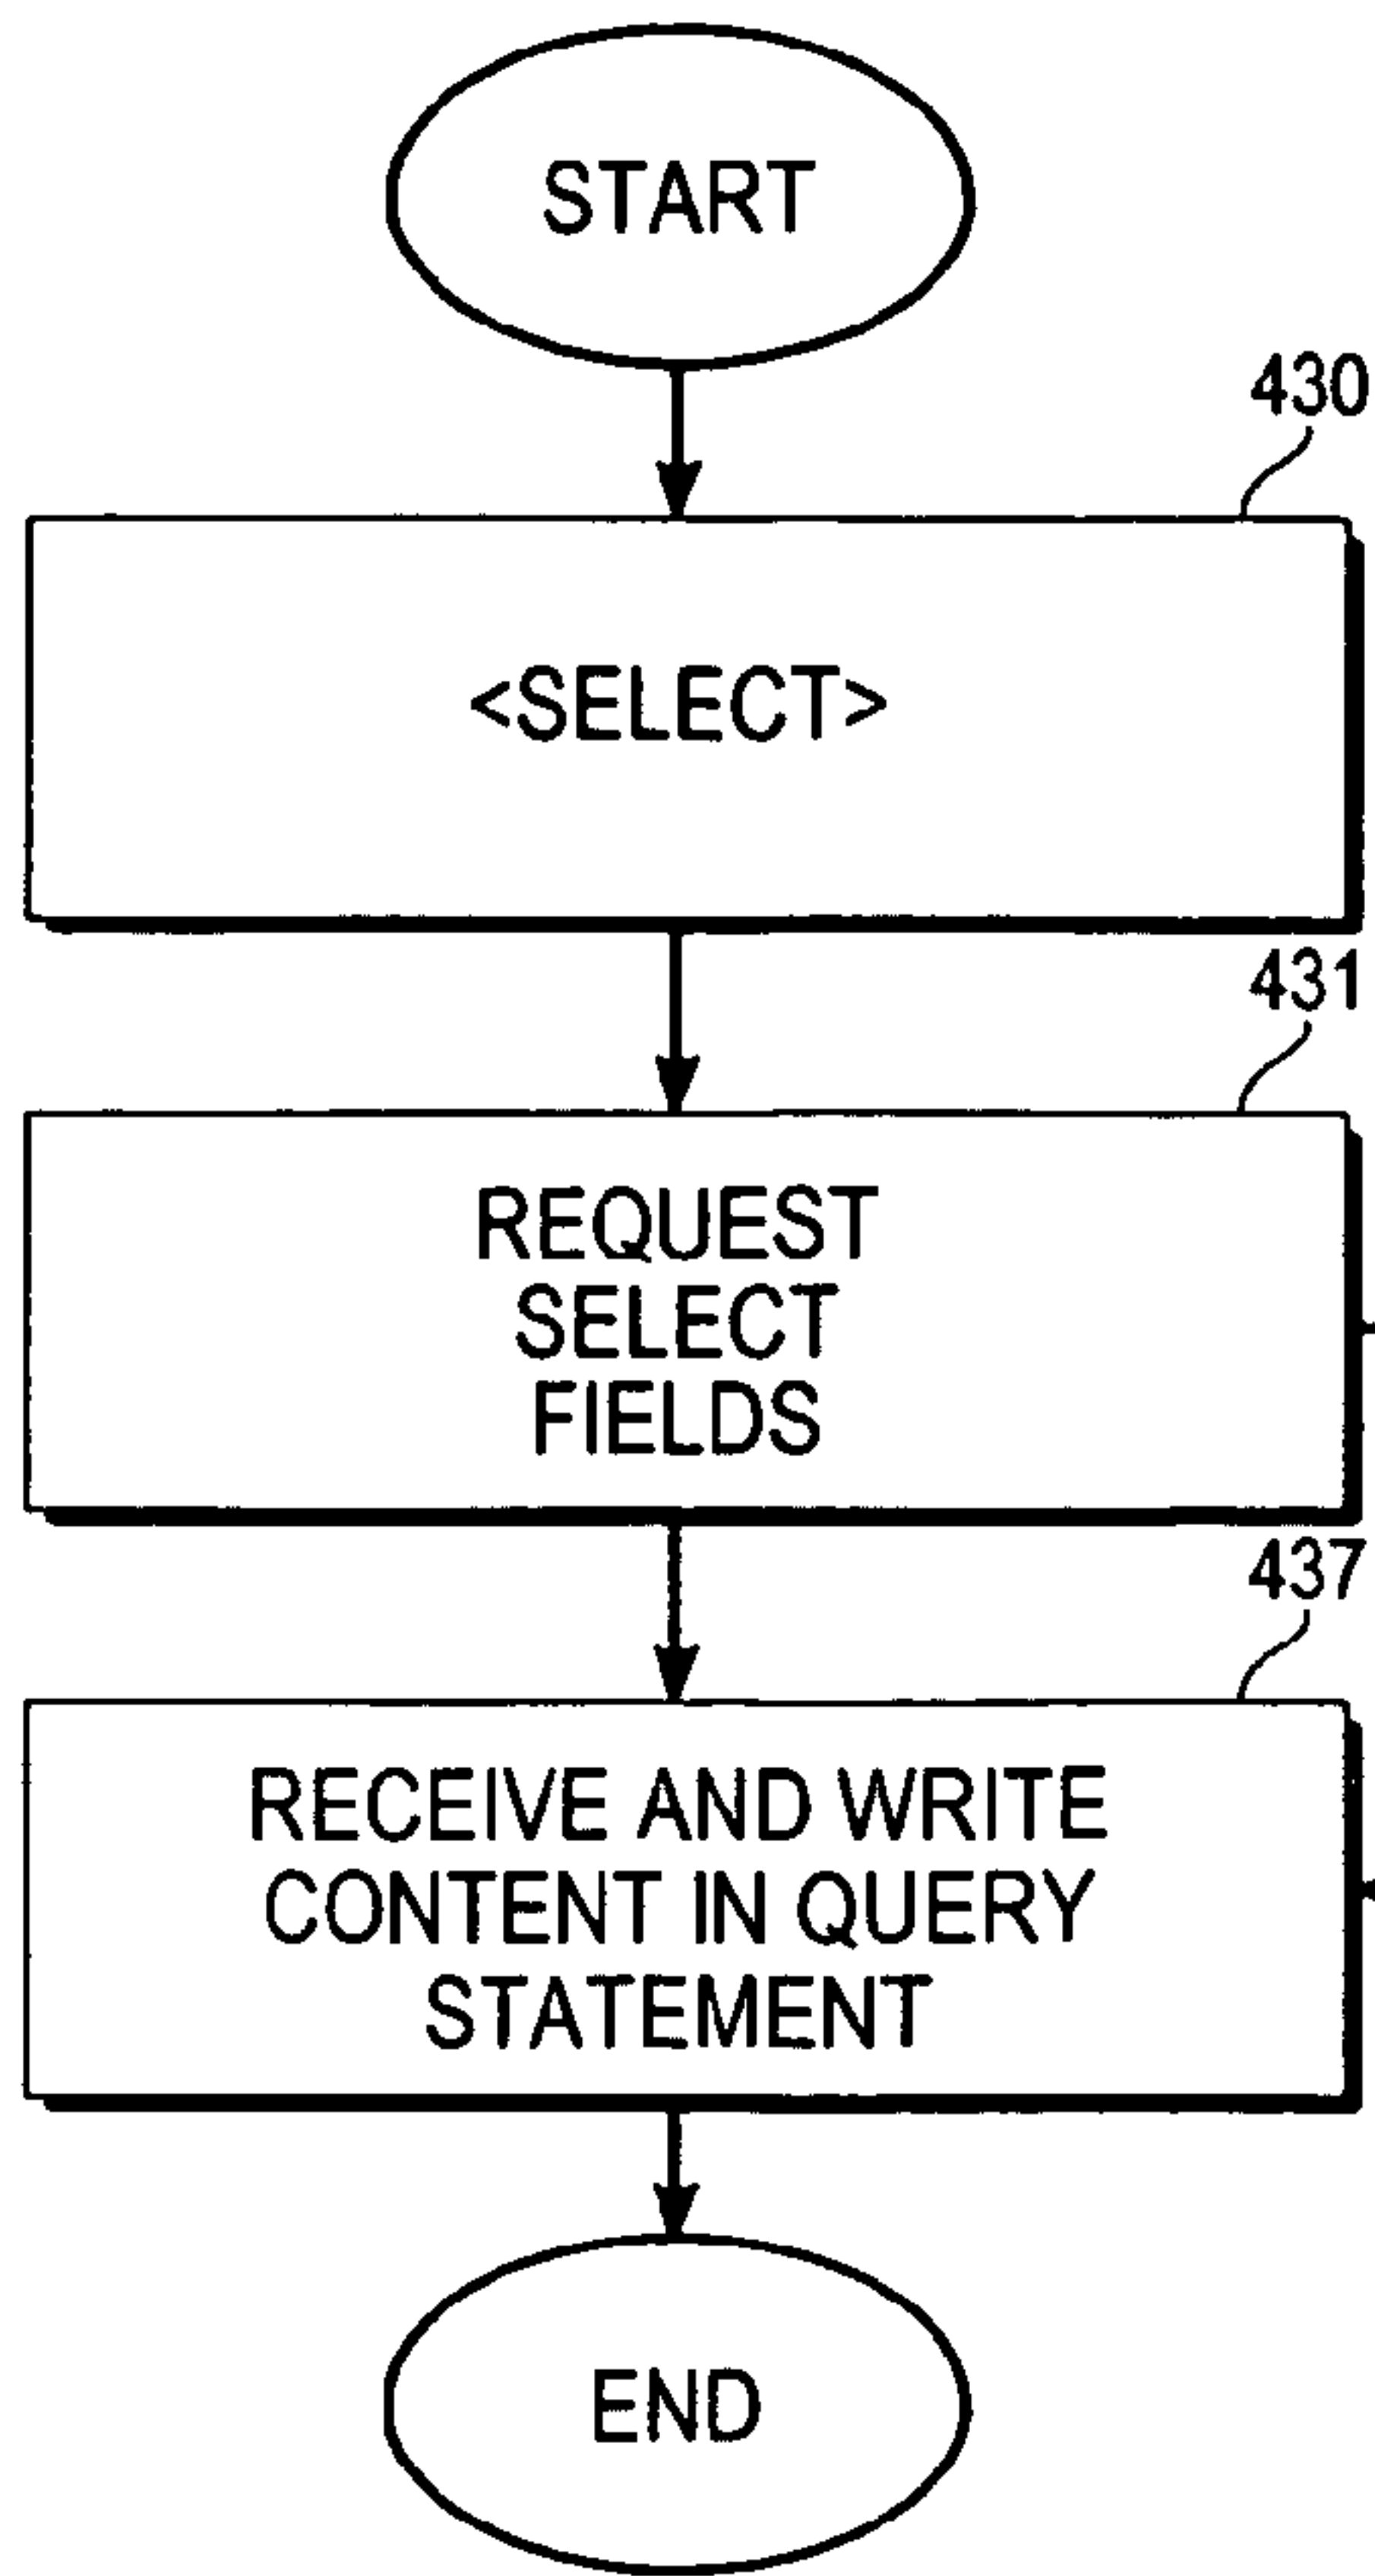 START
430
<SELECT>
431
REQUEST
SELECT
FIELDS
437
RECEIVE AND WRITE
CONTENT IN QUERY
STATEMENT
END